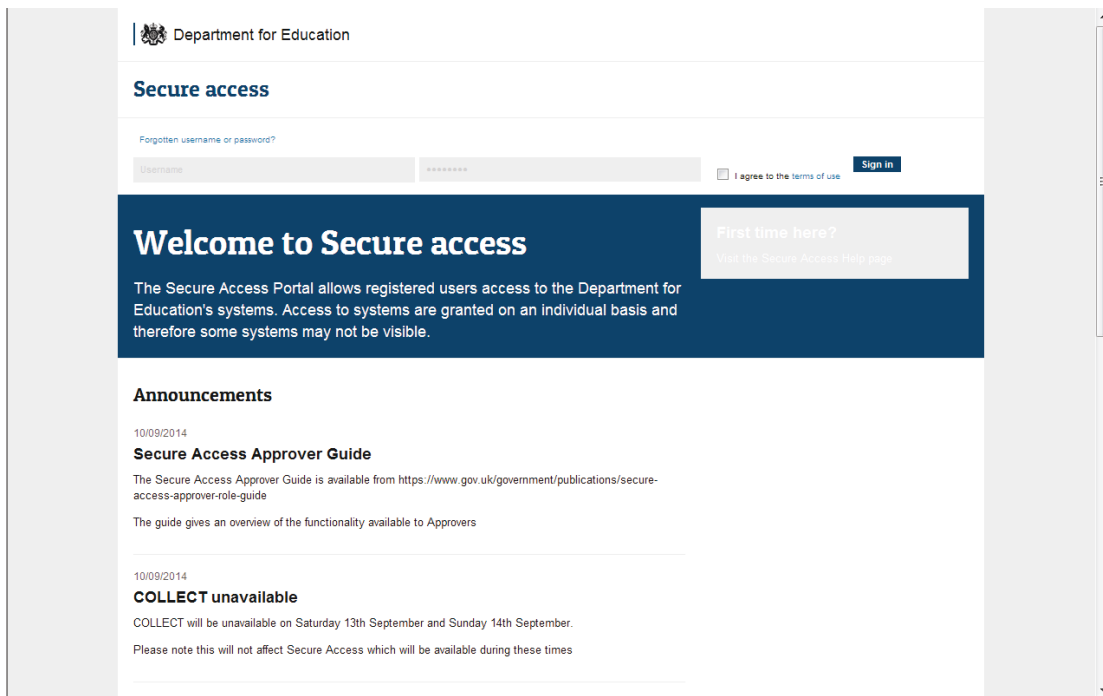 Department for Education
Secure access
Forgotten username or password?
Username
••••••••
I agree to the terms of use
Sign in
Welcome to Secure access
The Secure Access Portal allows registered users access to the Department for
Education's systems. Access to systems are granted on an individual basis and
therefore some systems may not be visible.
First time here?
Visit the Secure Access Help page
Announcements
10/09/2014
Secure Access Approver Guide
The Secure Access Approver Guide is available from https://www.gov.uk/government/publications/secure-
access-approver-role-guide
The guide gives an overview of the functionality available to Approvers
10/09/2014
COLLECT unavailable
COLLECT will be unavailable on Saturday 13th September and Sunday 14th September.
Please note this will not affect Secure Access which will be available during these times